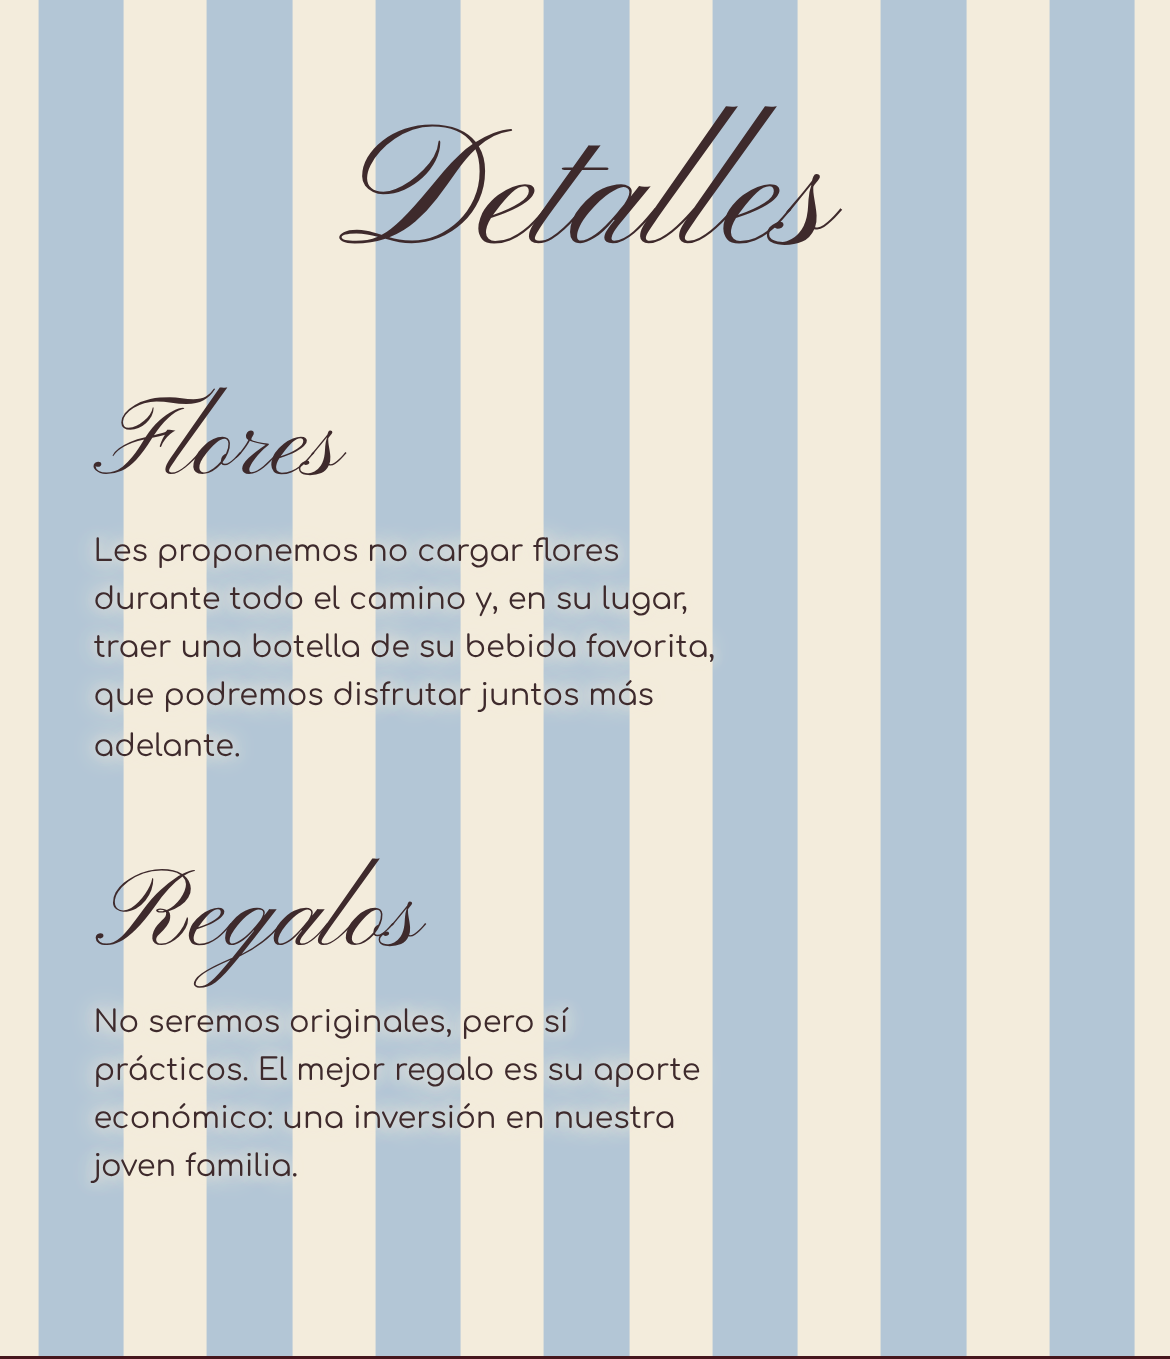 Detalles
Flores
Les proponemos no cargar flores
durante todo el camino y, en su lugar,
traer una botella de su bebida favorita,
que podremos disfrutar juntos más
adelante.
Regalos
No seremos originales, pero sí
prácticos. El mejor regalo es su aporte
económico: una inversión en nuestra
joven familia.